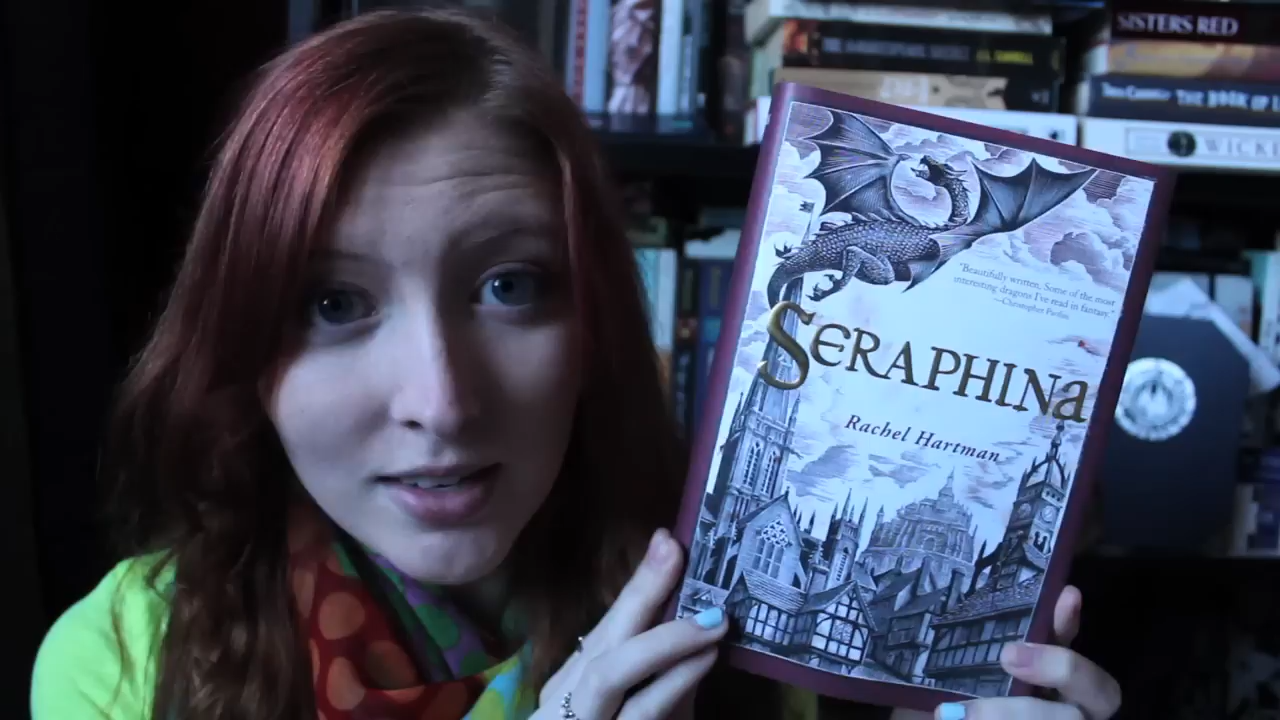 SISTERS RED
THE BOOK OF
WICK
"Beautifully written. Some of the most
interesting dragons I've read in fantasy."
—Christopher Paolini
SERAPHINa
Rachel Hartman